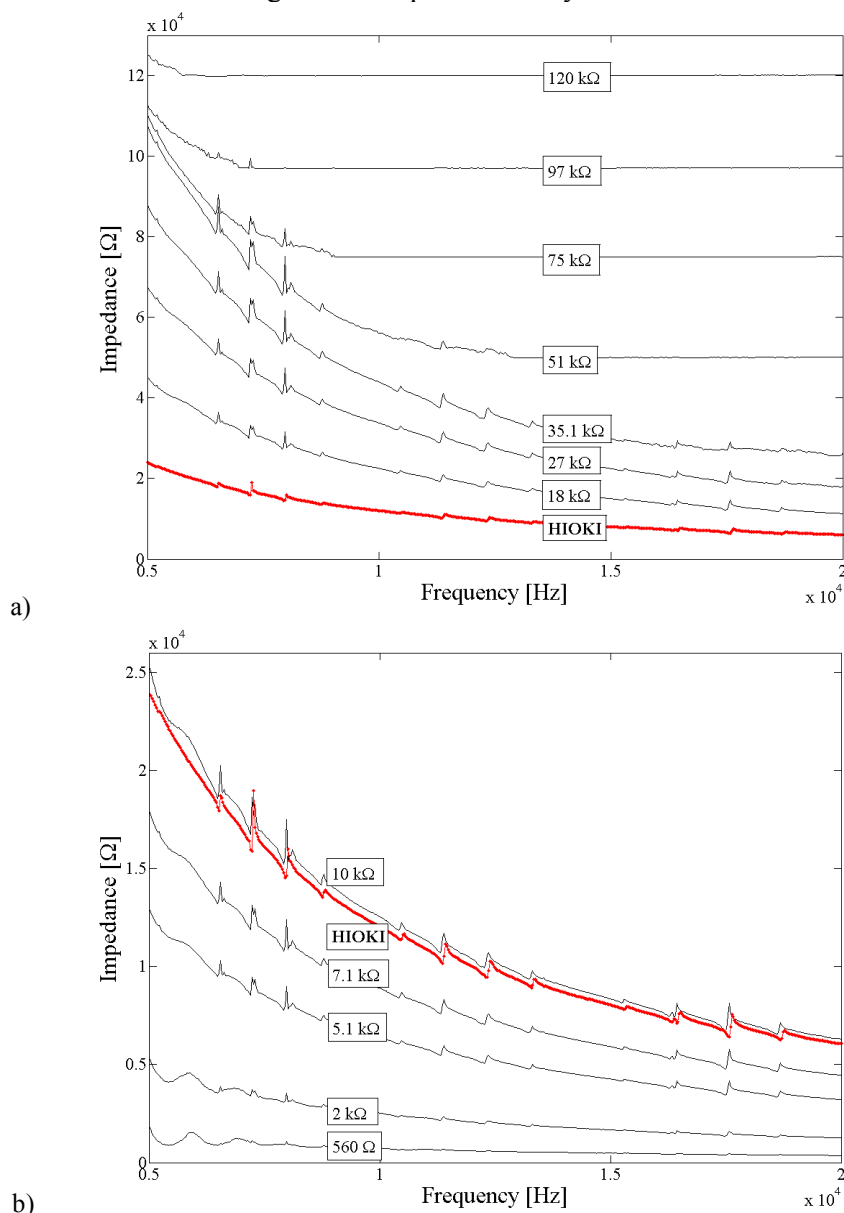 x 10⁴
12
10
8
6
4
2
0
Impedance [Ω]
120 kΩ
97 kΩ
75 kΩ
51 kΩ
35.1 kΩ
27 kΩ
18 kΩ
HIOKI
0.5
1
1.5
2
Frequency [Hz]
x 10⁴
a)
x 10⁴
2.5
2
1.5
1
0.5
0
Impedance [Ω]
10 kΩ
HIOKI
7.1 kΩ
5.1 kΩ
2 kΩ
560 Ω
0.5
1
1.5
2
Frequency [Hz]
x 10⁴
b)